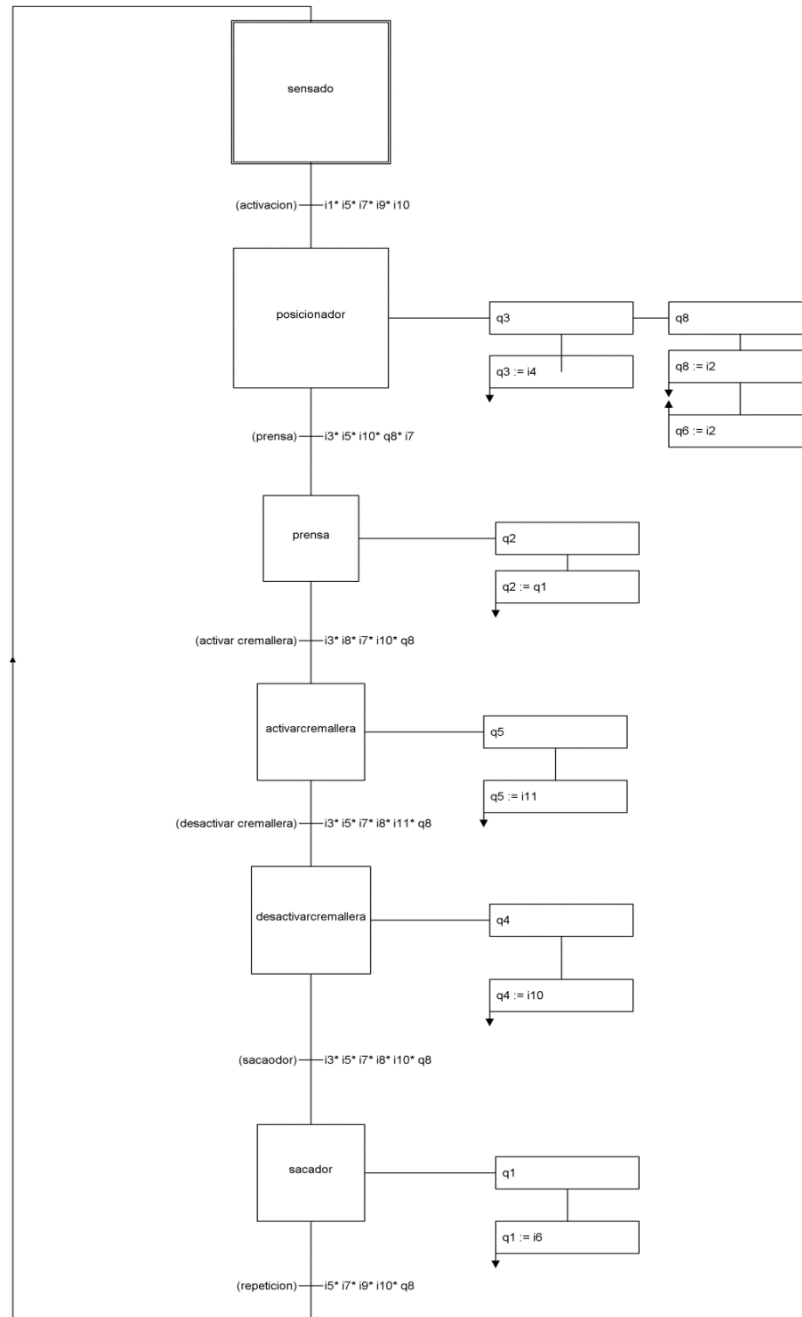 sensado
(activacion) i1* i5* i7* i9* i10
posicionador
q3
q8
q3 := i4
q8 := i2
q6 := i2
(prensa) i3* i5* i10* q8* i7
prensa
q2
q2 := q1
(activar cremallera) i3* i8* i7* i10* q8
activarcremallera
q5
q5 := i11
(desactivar cremallera) i3* i5* i7* i8* i11* q8
desactivarcremallera
q4
q4 := i10
(sacaodor) i3* i5* i7* i8* i10* q8
sacador
q1
q1 := i6
(repeticion) i5* i7* i9* i10* q8